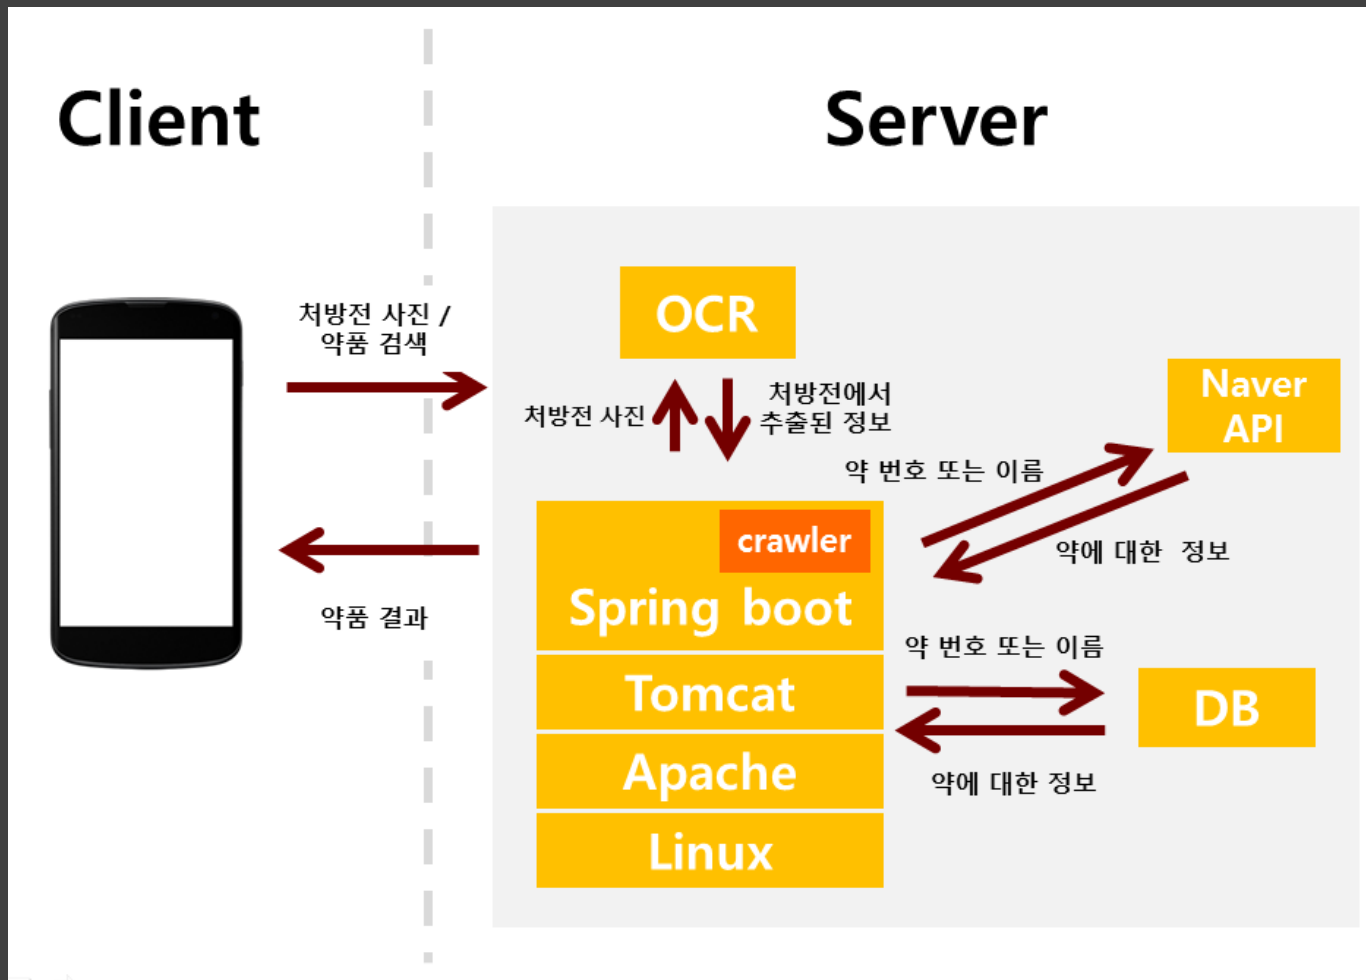 Client
Server
처방전 사진 /
약품 검색
OCR
처방전 사진
처방전에서
추출된 정보
Naver
API
약 번호 또는 이름
약에 대한 정보
crawler
Spring boot
약품 결과
약 번호 또는 이름
Tomcat
DB
Apache
약에 대한 정보
Linux